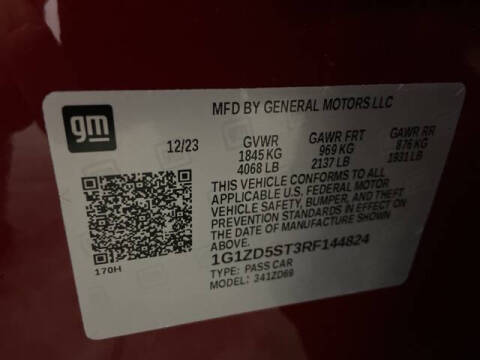 MFD BY GENERAL MOTORS LLC
gm
12/23 GVWR GAWR FRT GAWR RR
1845 KG 969 KG 876 KG
4068 LB 2137 LB 1931 LB
THIS VEHICLE CONFORMS TO ALL
APPLICABLE U.S. FEDERAL MOTOR
VEHICLE SAFETY, BUMPER, AND THEFT
PREVENTION STANDARDS IN EFFECT ON
THE DATE OF MANUFACTURE SHOWN
ABOVE.
1G1ZD5ST3RF144824
170H
TYPE: PASS CAR
MODEL: 341ZD69